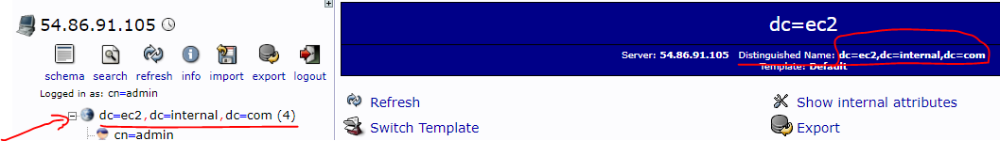 54.86.91.105
schema search refresh info import export logout
Logged in as: cn=admin
dc=ec2, dc=internal, dc=com (4)
cn=admin
dc=ec2
Server: 54.86.91.105 Distinguished Name: dc=ec2,dc=internal,dc=com
Template: Default
Refresh
Show internal attributes
Switch Template
Export